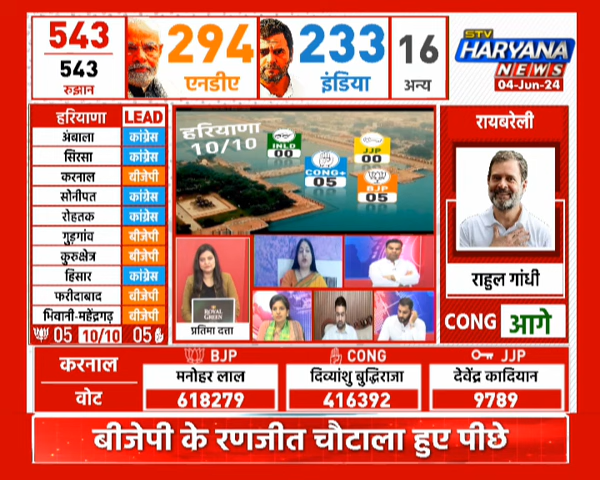 543
543
रुझान
294
एनडीए
233
इंडिया
16
अन्य
STV
HARYANA
NEWS
04-Jun-24
हरियाणा LEAD
अंबाला कांग्रेस
सिरसा कांग्रेस
करनाल बीजेपी
सोनीपत कांग्रेस
रोहतक कांग्रेस
गुड़गांव बीजेपी
कुरुक्षेत्र बीजेपी
हिसार कांग्रेस
फरीदाबाद बीजेपी
भिवानी-महेंद्रगढ़ बीजेपी
05 10/10 05
हरियाणा
10/10
INLD
00
JJP
00
CONG+
05
BJP
05
ROYAL
GREEN
प्रतिमा दत्ता
रायबरेली
राहुल गांधी
CONG आगे
करनाल
वोट
BJP
मनोहर लाल
618279
CONG
दिव्यांशु बुद्धिराजा
416392
JJP
देवेंद्र कादियान
9789
बीजेपी के रणजीत चौटाला हुए पीछे